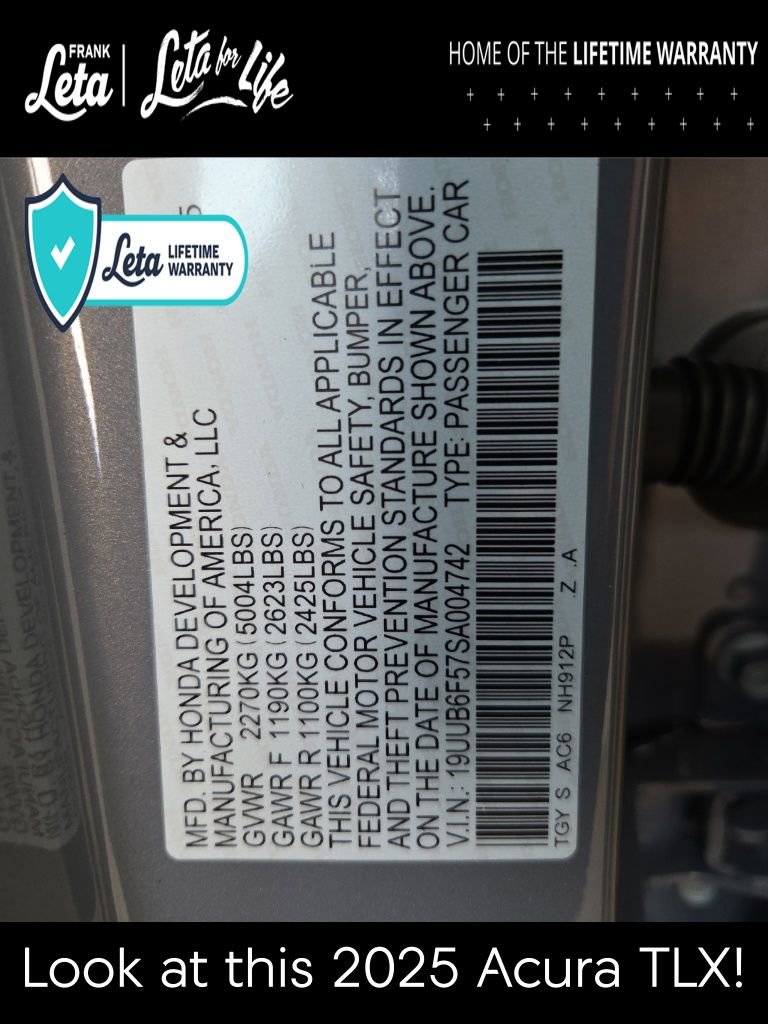 FRANK
Leta
Leta for Life
HOME OF THE LIFETIME WARRANTY
Leta LIFETIME
WARRANTY
MFD. BY HONDA DEVELOPMENT &
MANUFACTURING OF AMERICA, LLC
GVWR 2270KG (5004LBS)
GAWR F 1190KG (2623LBS)
GAWR R 1100KG (2425LBS)
THIS VEHICLE CONFORMS TO ALL APPLICABLE
FEDERAL MOTOR VEHICLE SAFETY, BUMPER,
AND THEFT PREVENTION STANDARDS IN EFFECT
ON THE DATE OF MANUFACTURE SHOWN ABOVE.
V.I.N.: 19UUB6F57SA004742 TYPE: PASSENGER CAR
TGY S AC6 NH912P .Z .A
Look at this 2025 Acura TLX!